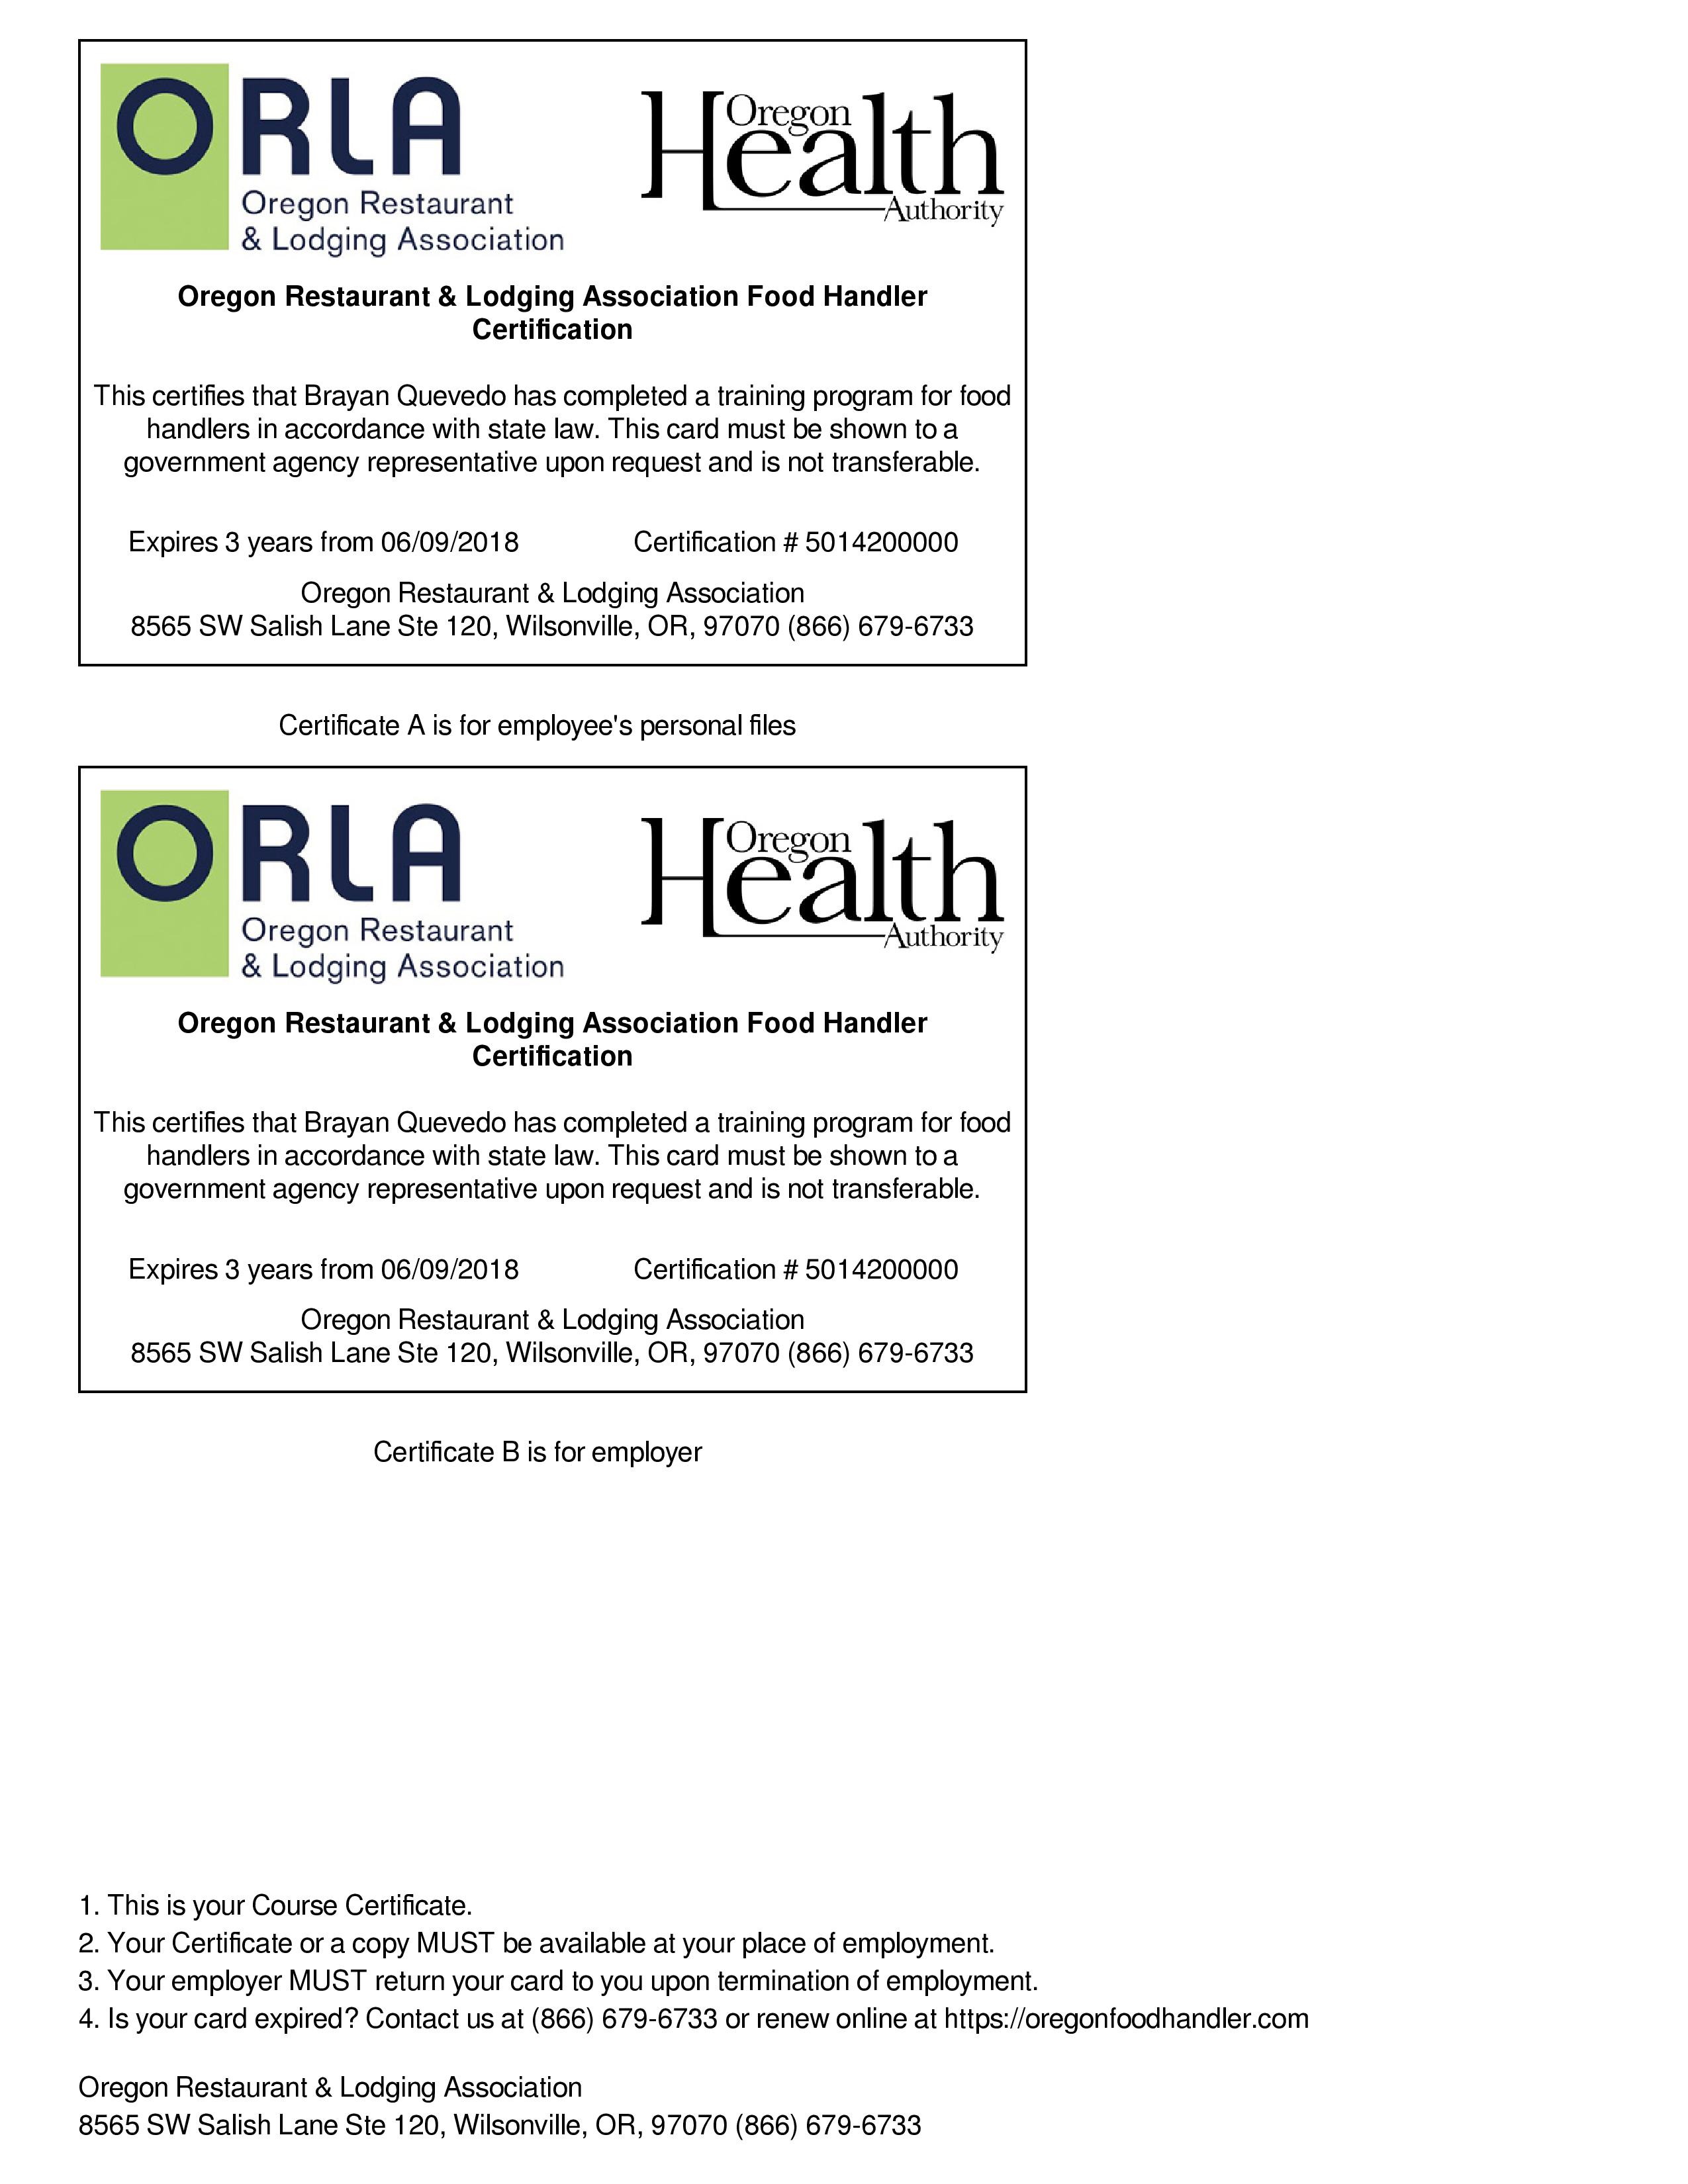 ORLA
Oregon Restaurant
& Lodging Association
Oregon
Health
Authority
Oregon Restaurant & Lodging Association Food Handler
Certification
This certifies that Brayan Quevedo has completed a training program for food
handlers in accordance with state law. This card must be shown to a
government agency representative upon request and is not transferable.
Expires 3 years from 06/09/2018 Certification # 5014200000
Oregon Restaurant & Lodging Association
8565 SW Salish Lane Ste 120, Wilsonville, OR, 97070 (866) 679-6733
Certificate A is for employee's personal files
ORLA
Oregon Restaurant
& Lodging Association
Oregon
Health
Authority
Oregon Restaurant & Lodging Association Food Handler
Certification
This certifies that Brayan Quevedo has completed a training program for food
handlers in accordance with state law. This card must be shown to a
government agency representative upon request and is not transferable.
Expires 3 years from 06/09/2018 Certification # 5014200000
Oregon Restaurant & Lodging Association
8565 SW Salish Lane Ste 120, Wilsonville, OR, 97070 (866) 679-6733
Certificate B is for employer
1. This is your Course Certificate.
2. Your Certificate or a copy MUST be available at your place of employment.
3. Your employer MUST return your card to you upon termination of employment.
4. Is your card expired? Contact us at (866) 679-6733 or renew online at https://oregonfoodhandler.com
Oregon Restaurant & Lodging Association
8565 SW Salish Lane Ste 120, Wilsonville, OR, 97070 (866) 679-6733